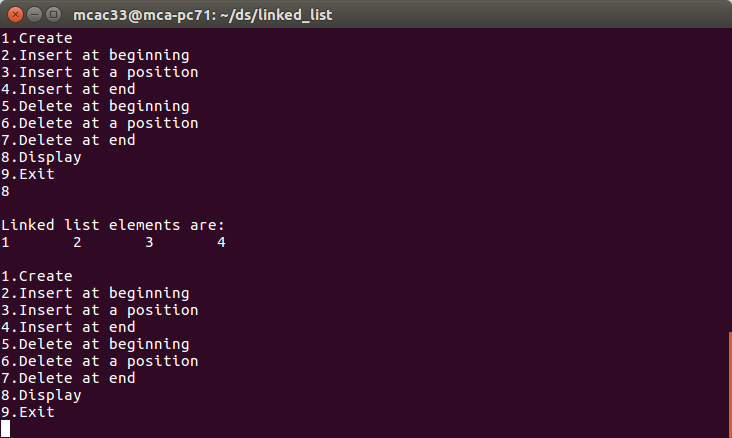 mcac33@mca-pc71: ~/ds/linked_list
1.Create
2.Insert at beginning
3.Insert at a position
4.Insert at end
5.Delete at beginning
6.Delete at a position
7.Delete at end
8.Display
9.Exit
8
Linked list elements are:
1 2 3 4
1.Create
2.Insert at beginning
3.Insert at a position
4.Insert at end
5.Delete at beginning
6.Delete at a position
7.Delete at end
8.Display
9.Exit